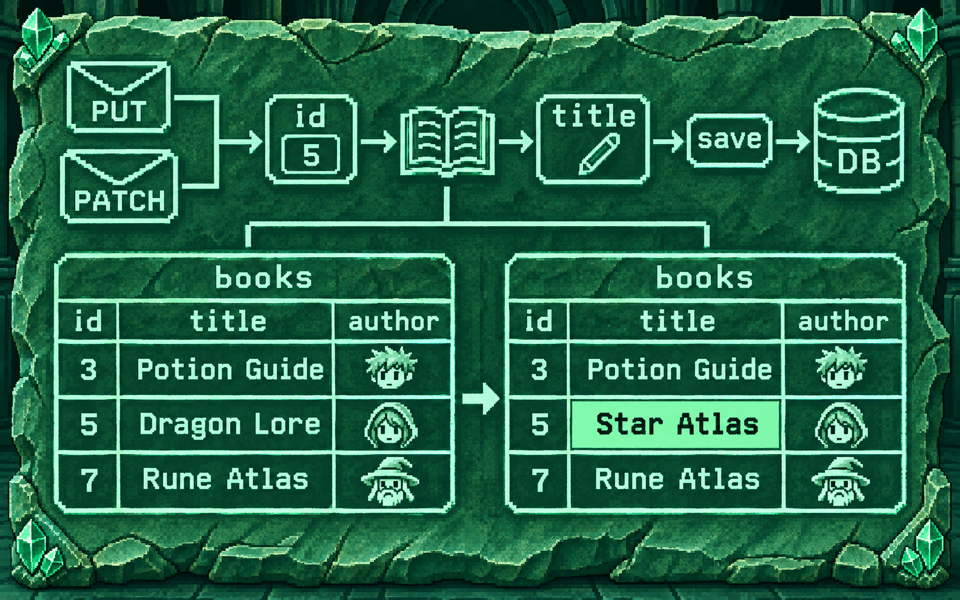 PUT
PATCH
id
5
title
save
DB
books
id title author
3 Potion Guide
5 Dragon Lore
7 Rune Atlas
books
id title author
3 Potion Guide
5 Star Atlas
7 Rune Atlas